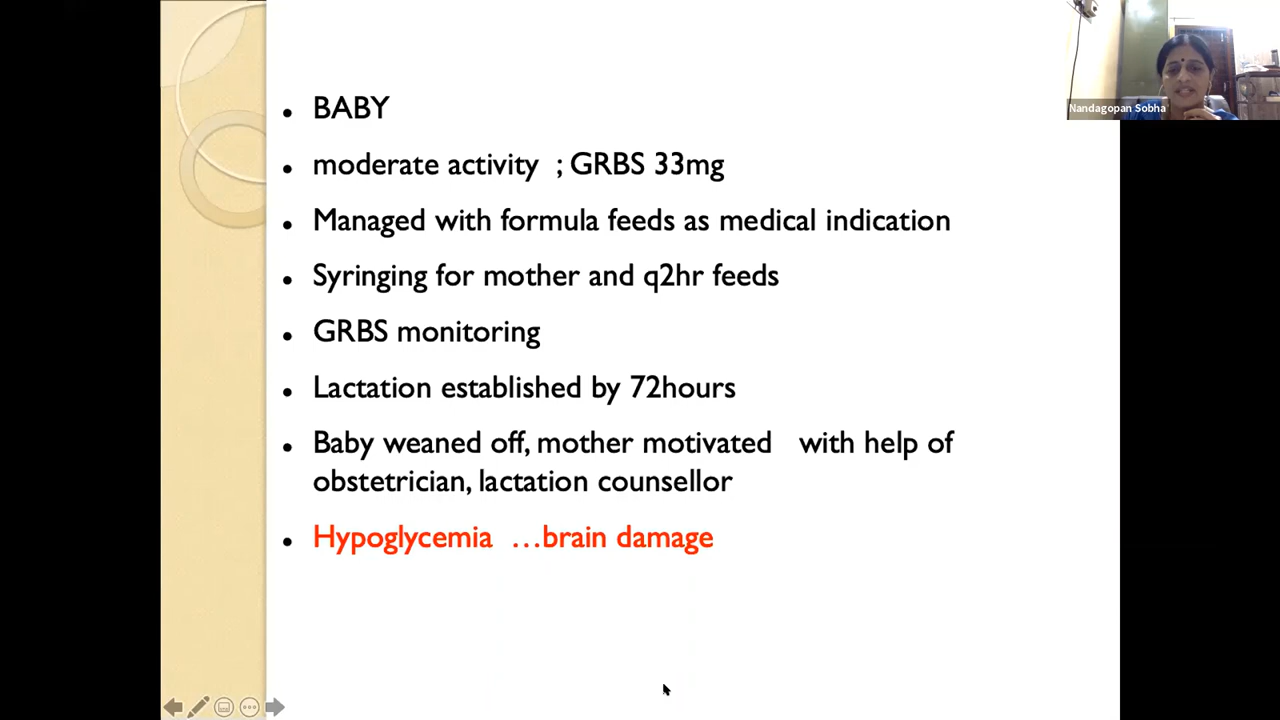 Nandagopan Sobha
• BABY
• moderate activity ; GRBS 33mg
• Managed with formula feeds as medical indication
• Syringing for mother and q2hr feeds
• GRBS monitoring
• Lactation established by 72hours
• Baby weaned off, mother motivated with help of
obstetrician, lactation counsellor
• Hypoglycemia ...brain damage